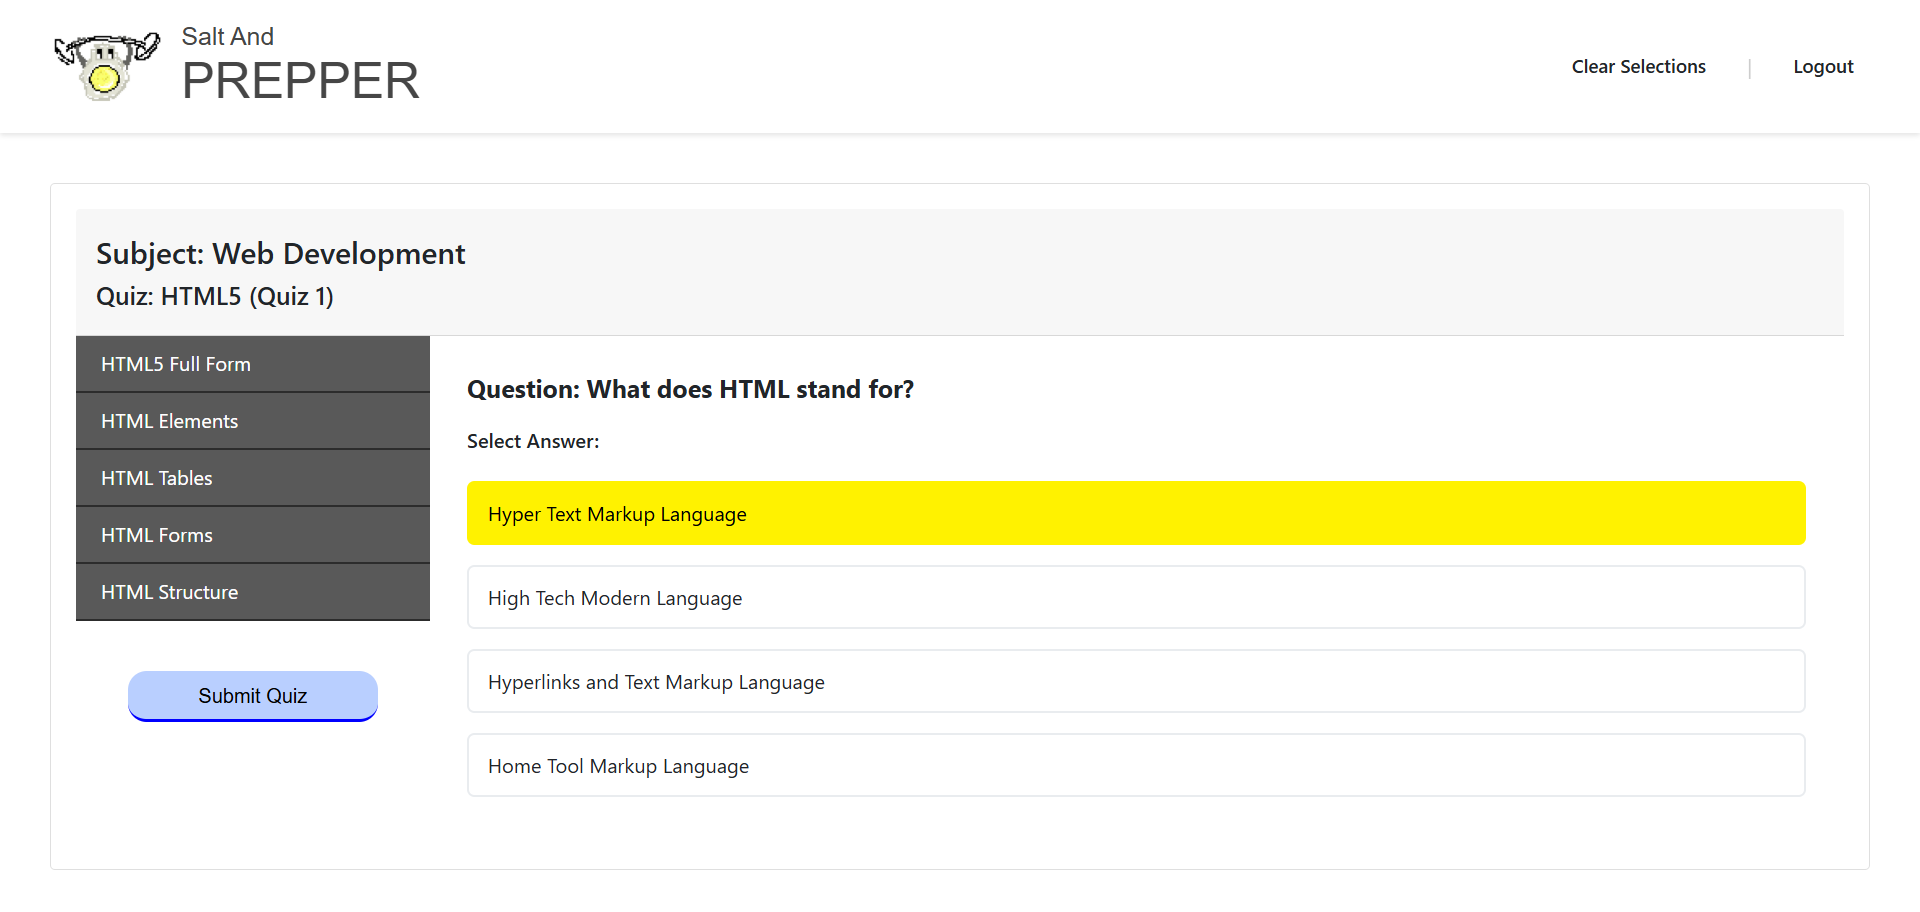 Salt And
PREPPER
Clear Selections | Logout
Subject: Web Development
Quiz: HTML5 (Quiz 1)
HTML5 Full Form
HTML Elements
HTML Tables
HTML Forms
HTML Structure
Submit Quiz
Question: What does HTML stand for?
Select Answer:
Hyper Text Markup Language
High Tech Modern Language
Hyperlinks and Text Markup Language
Home Tool Markup Language